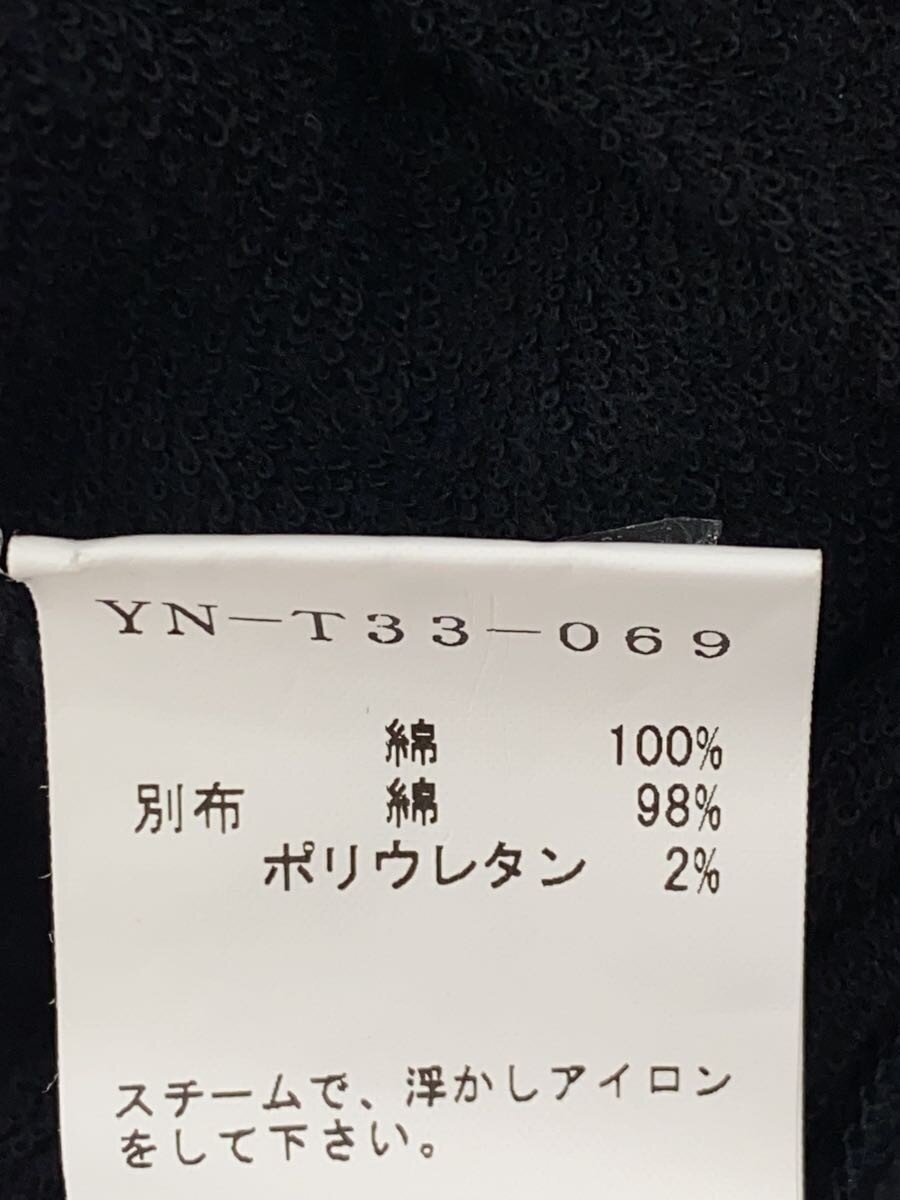 YN-T33-069
綿 100%
別布 綿 98%
ポリウレタン 2%
スチームで、浮かしアイロン
をして下さい。